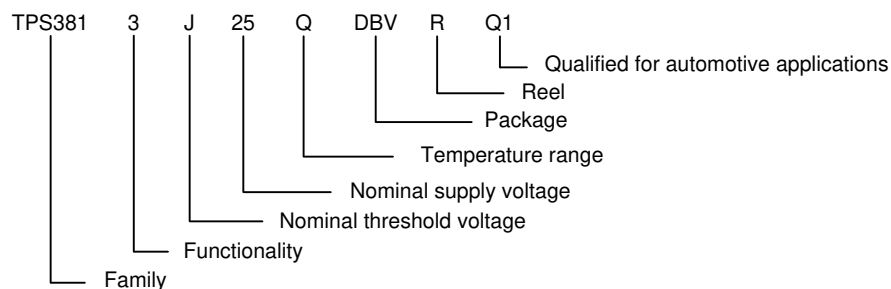 TPS381 3 J 25 Q DBV R Q1
Qualified for automotive applications
Reel
Package
Temperature range
Nominal supply voltage
Nominal threshold voltage
Functionality
Family